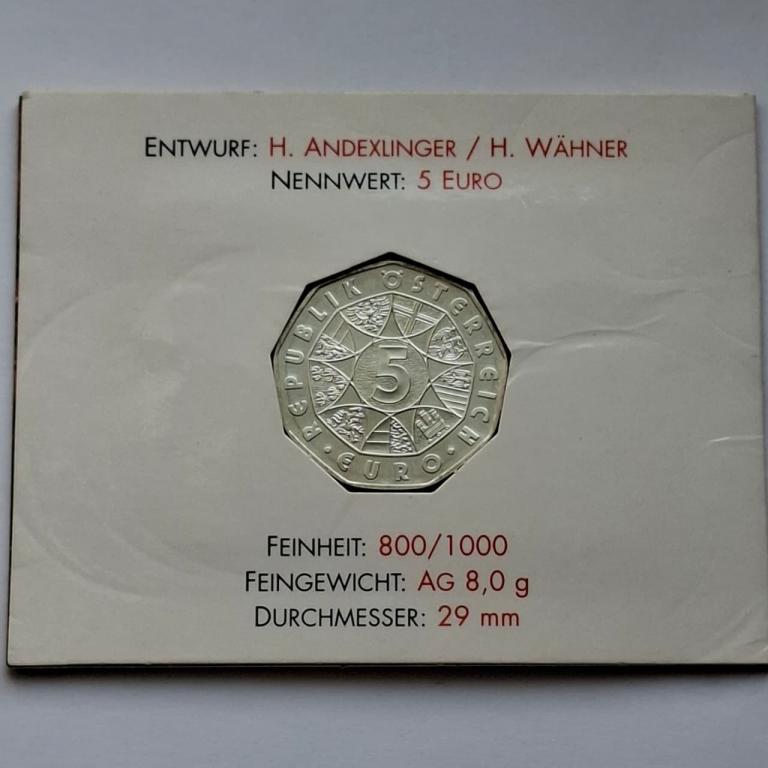 ENTWURF: H. ANDEXLINGER / H. WÄHNER
NENNWERT: 5 EURO
REPUBLIK ÖSTERREICH
5
· EURO ·
FEINHEIT: 800/1000
FEINGEWICHT: AG 8,0 g
DURCHMESSER: 29 mm